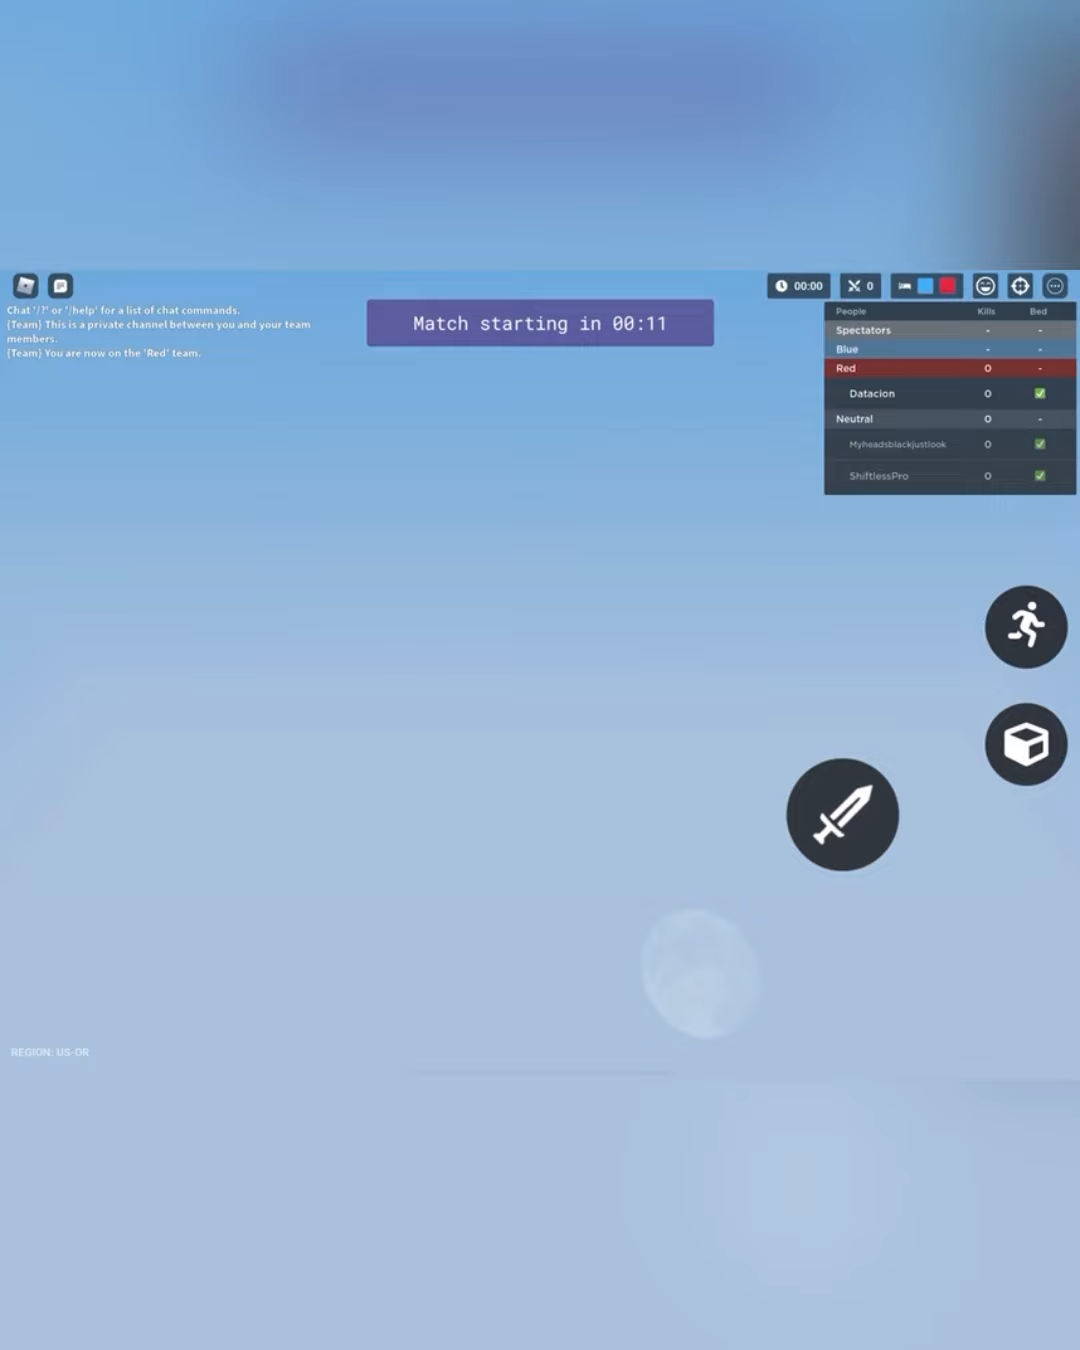 Chat '/?' or '/help' for a list of chat commands.
{Team} This is a private channel between you and your team
members.
{Team} You are now on the 'Red' team.
Match starting in 00:11
00:00
0
People Kills Bed
Spectators - -
Blue - -
Red 0 -
Datacion 0
Neutral 0 -
Myheadsblackjustlook 0
ShiftlessPro 0
REGION: US-OR